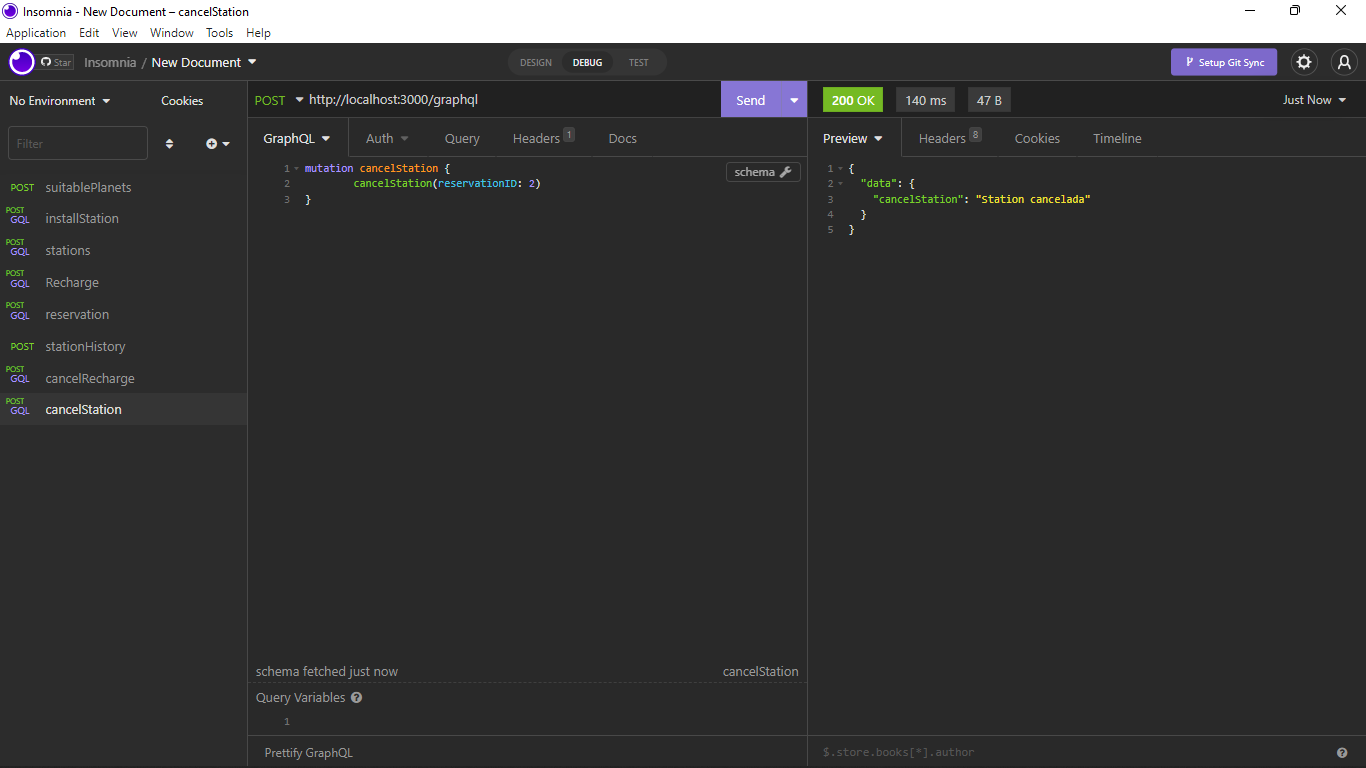 Insomnia - New Document – cancelStation
Application Edit View Window Tools Help
Star Insomnia / New Document DESIGN DEBUG TEST Setup Git Sync
No Environment Cookies
Filter
POST suitablePlanets
POST GQL installStation
POST GQL stations
POST GQL Recharge
POST GQL reservation
POST stationHistory
POST GQL cancelRecharge
POST GQL cancelStation
POST http://localhost:3000/graphql Send
GraphQL Auth Query Headers 1 Docs
schema
1 mutation cancelStation {
2 cancelStation(reservationID: 2)
3 }
schema fetched just now cancelStation
Query Variables ?
1
Prettify GraphQL
200 OK 140 ms 47 B Just Now
Preview Headers 8 Cookies Timeline
1 {
2 "data": {
3 "cancelStation": "Station cancelada"
4 }
5 }
$.store.books[*].author ?